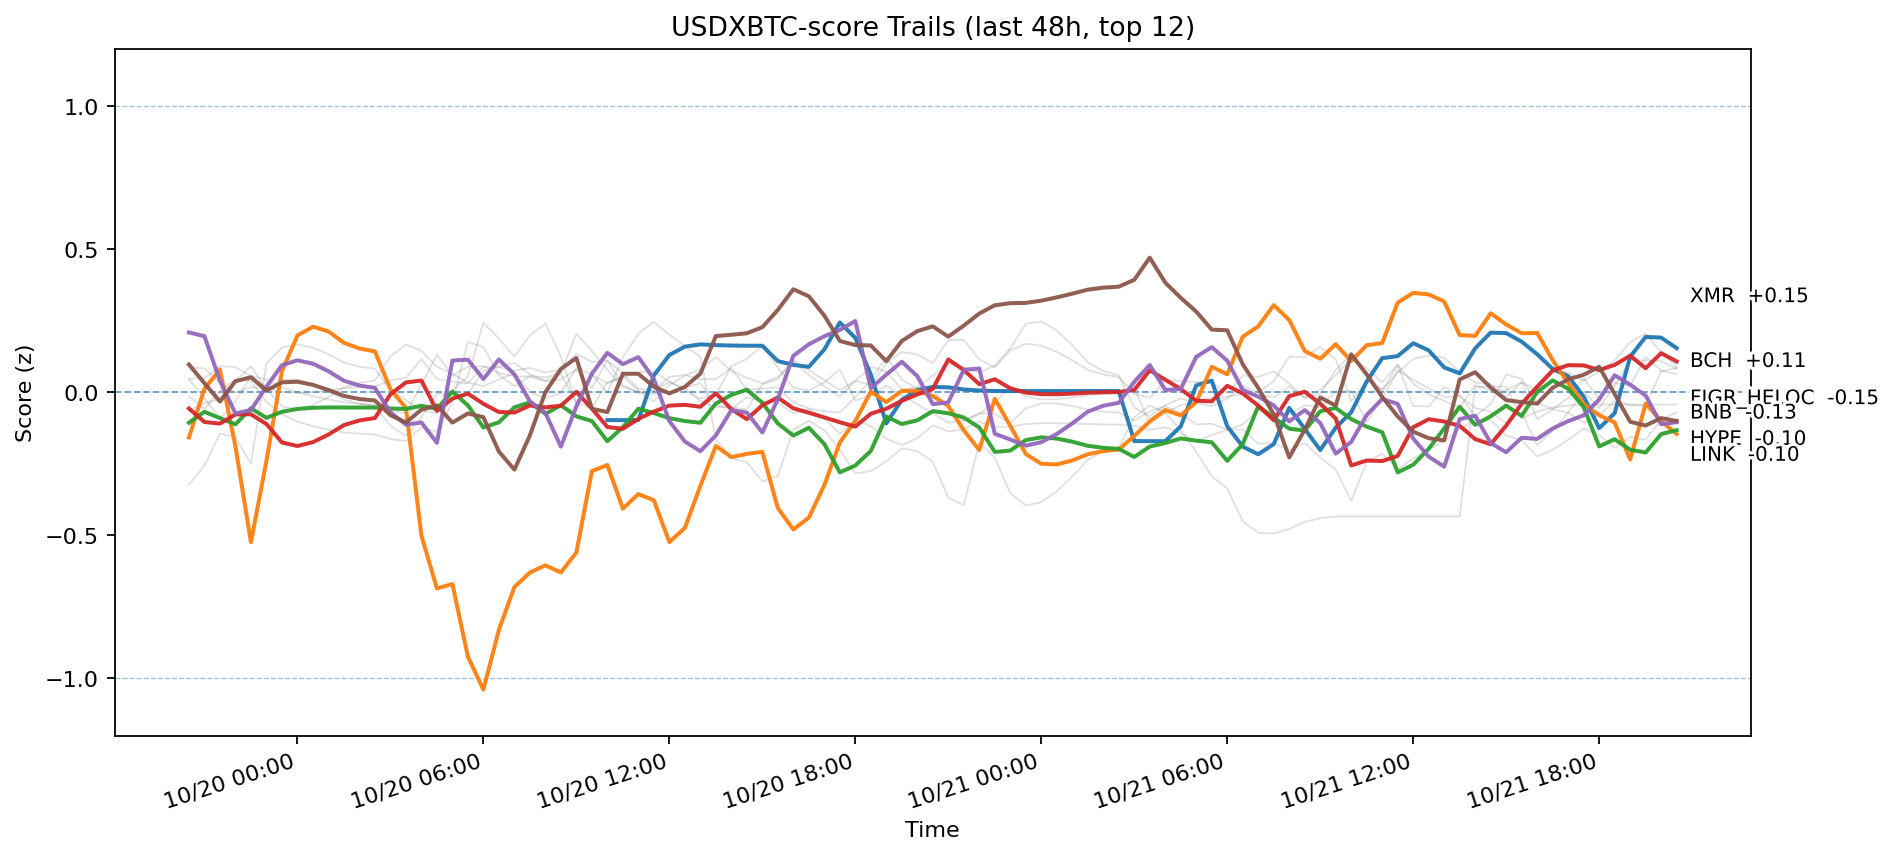 USDXBTC-score Trails (last 48h, top 12)
Score (z)
1.0
0.5
0.0
−0.5
−1.0
XMR +0.15
BCH +0.11
FIGR_HELOC -0.15
BNB -0.13
HYPE -0.10
LINK -0.10
10/20 00:00
10/20 06:00
10/20 12:00
10/20 18:00
10/21 00:00
10/21 06:00
10/21 12:00
10/21 18:00
Time